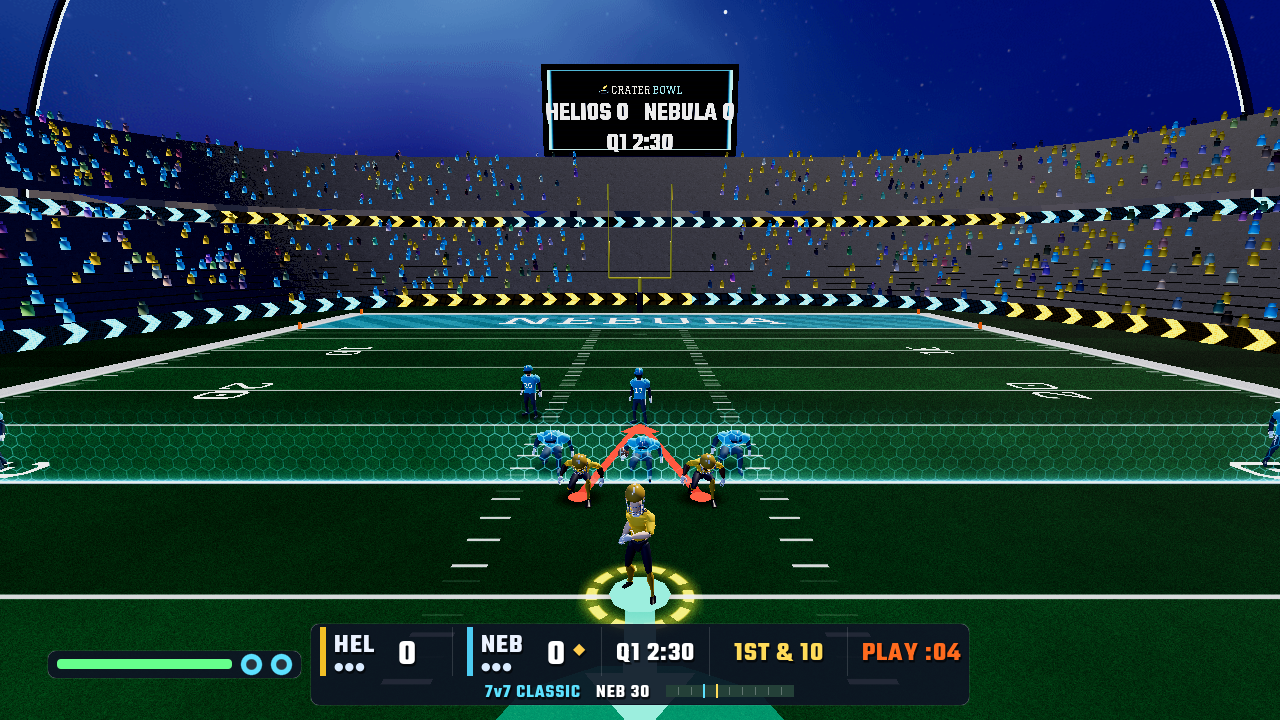 CRATER BOWL
HELIOS 0 NEBULA 0
Q1 2:30
NEBULA
HEL 0 NEB 0 Q1 2:30 1ST & 10 PLAY :04
7v7 CLASSIC NEB 30